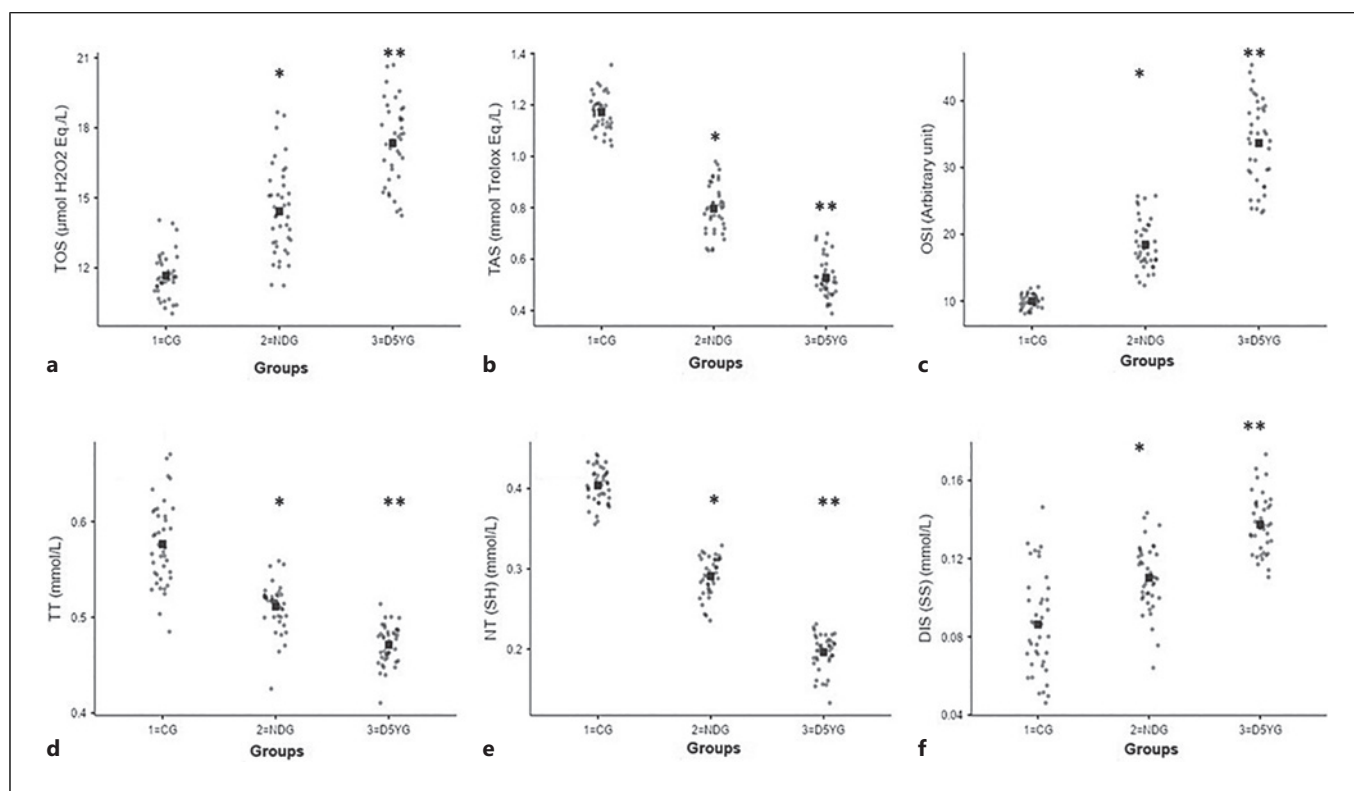 TOS (µmol H2O2 Eq./L)
21
18
15
12
*
**
1=CG 2=NDG 3=D5YG
Groups
a
TAS (mmol Trolox Eq./L)
1,4
1.2
1.0
0.8
0.6
0.4
*
**
1=CG 2=NDG 3=D5YG
Groups
b
OSI (Arbitrary unit)
40
30
20
10
*
**
1=CG 2=NDG 3=D5YG
Groups
c
TT (mmol/L)
0.6
0.5
0.4
*
**
1=CG 2=NDG 3=D5YG
Groups
d
NT (SH) (mmol/L)
0.4
0.3
0.2
*
**
1=CG 2=NDG 3=D5YG
Groups
e
DIS (SS) (mmol/L)
0.16
0.12
0.08
0.04
*
**
1=CG 2=NDG 3=D5YG
Groups
f